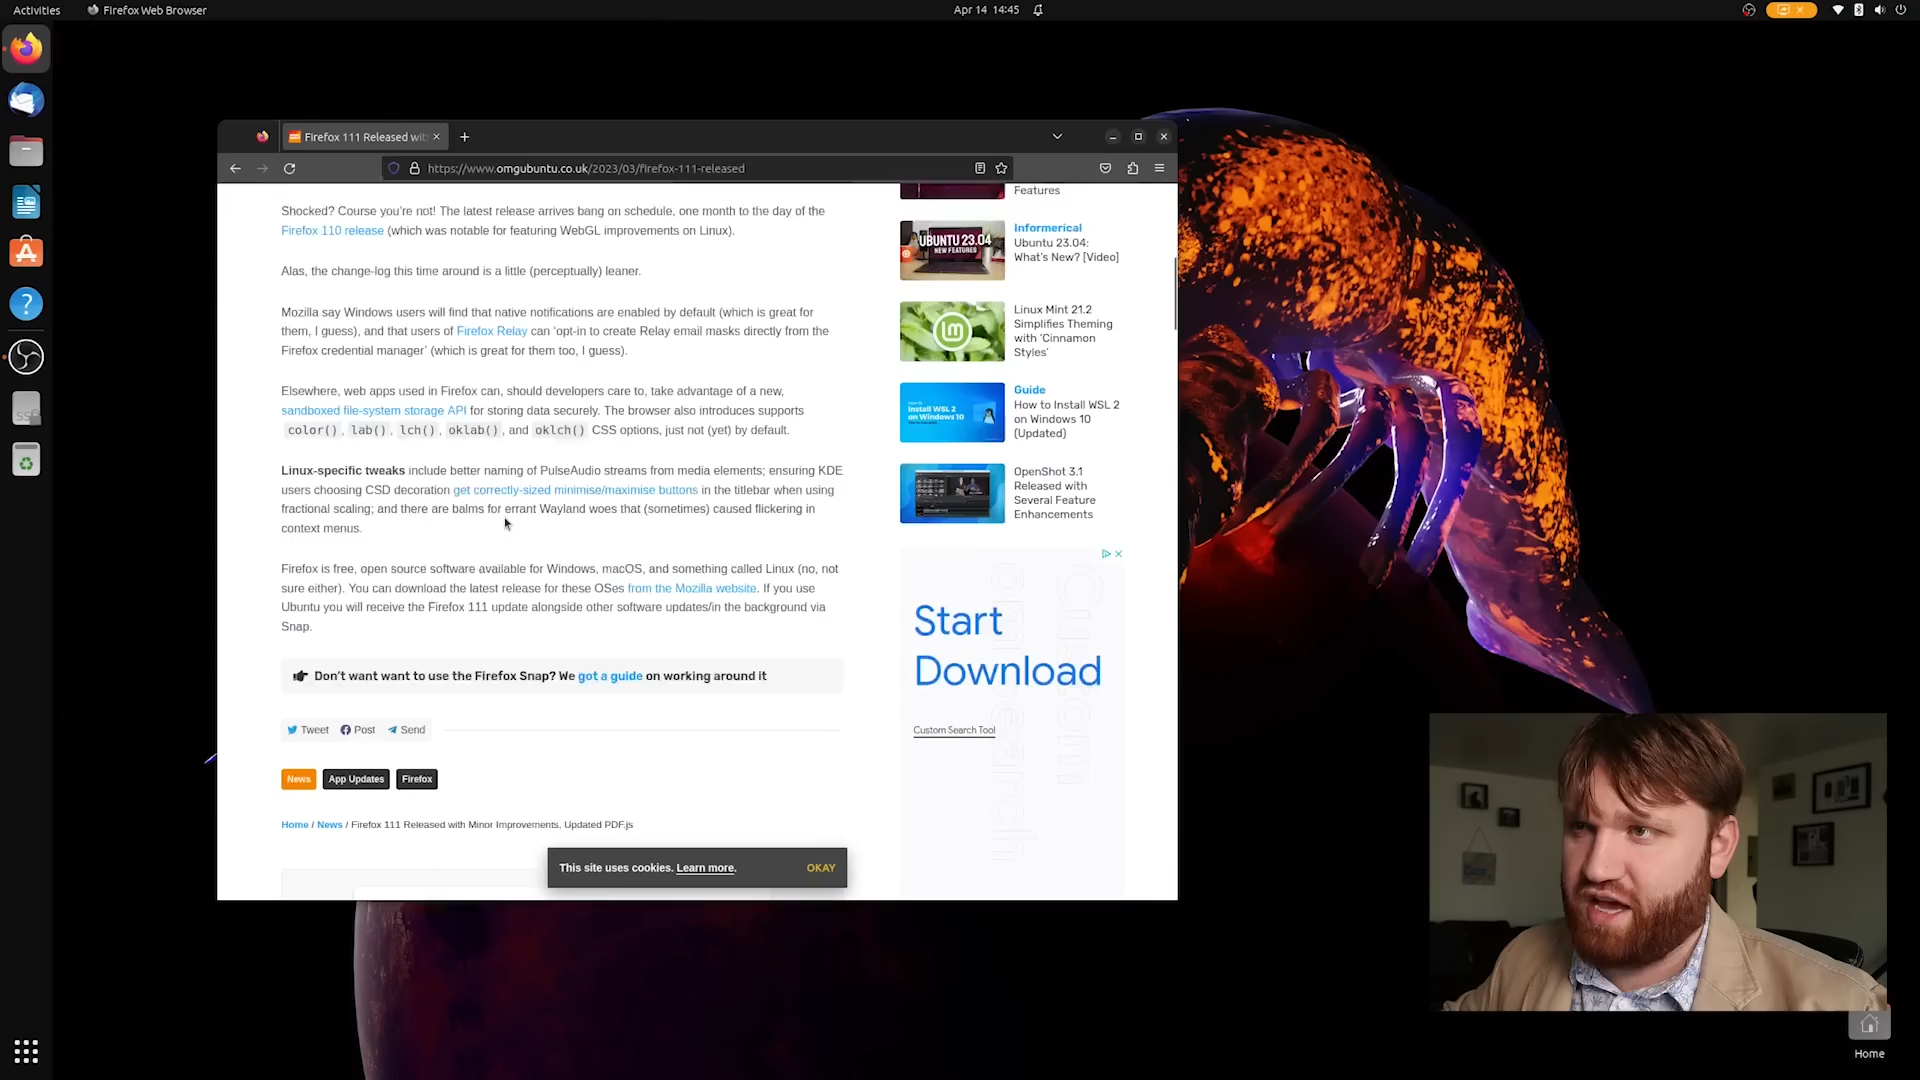 Activities
Firefox Web Browser
Apr 14 14:45
Firefox 111 Released with
https://www.omgubuntu.co.uk/2023/03/firefox-111-released
Shocked? Course you're not! The latest release arrives bang on schedule, one month to the day of the
Firefox 110 release (which was notable for featuring WebGL improvements on Linux).
Alas, the change-log this time around is a little (perceptually) leaner.
Mozilla say Windows users will find that native notifications are enabled by default (which is great for
them, I guess), and that users of Firefox Relay can ‘opt-in to create Relay email masks directly from the
Firefox credential manager’ (which is great for them too, I guess).
Elsewhere, web apps used in Firefox can, should developers care to, take advantage of a new,
sandboxed file-system storage API for storing data securely. The browser also introduces supports
color(), lab(), lch(), oklab(), and oklch() CSS options, just not (yet) by default.
Linux-specific tweaks include better naming of PulseAudio streams from media elements; ensuring KDE
users choosing CSD decoration get correctly-sized minimise/maximise buttons in the titlebar when using
fractional scaling; and there are balms for errant Wayland woes that (sometimes) caused flickering in
context menus.
Firefox is free, open source software available for Windows, macOS, and something called Linux (no, not
sure either). You can download the latest release for these OSes from the Mozilla website. If you use
Ubuntu you will receive the Firefox 111 update alongside other software updates/in the background via
Snap.
Don't want want to use the Firefox Snap? We got a guide on working around it
Tweet
Post
Send
News
App Updates
Firefox
Home / News / Firefox 111 Released with Minor Improvements, Updated PDF.js
This site uses cookies. Learn more.
OKAY
Features
UBUNTU 23.04
NEW FEATURES
Informerical
Ubuntu 23.04:
What's New? [Video]
Linux Mint 21.2
Simplifies Theming
with ‘Cinnamon
Styles’
Install WSL 2
on Windows 10
Guide
How to Install WSL 2
on Windows 10
(Updated)
OpenShot 3.1
Released with
Several Feature
Enhancements
Start
Download
Custom Search Tool
Home